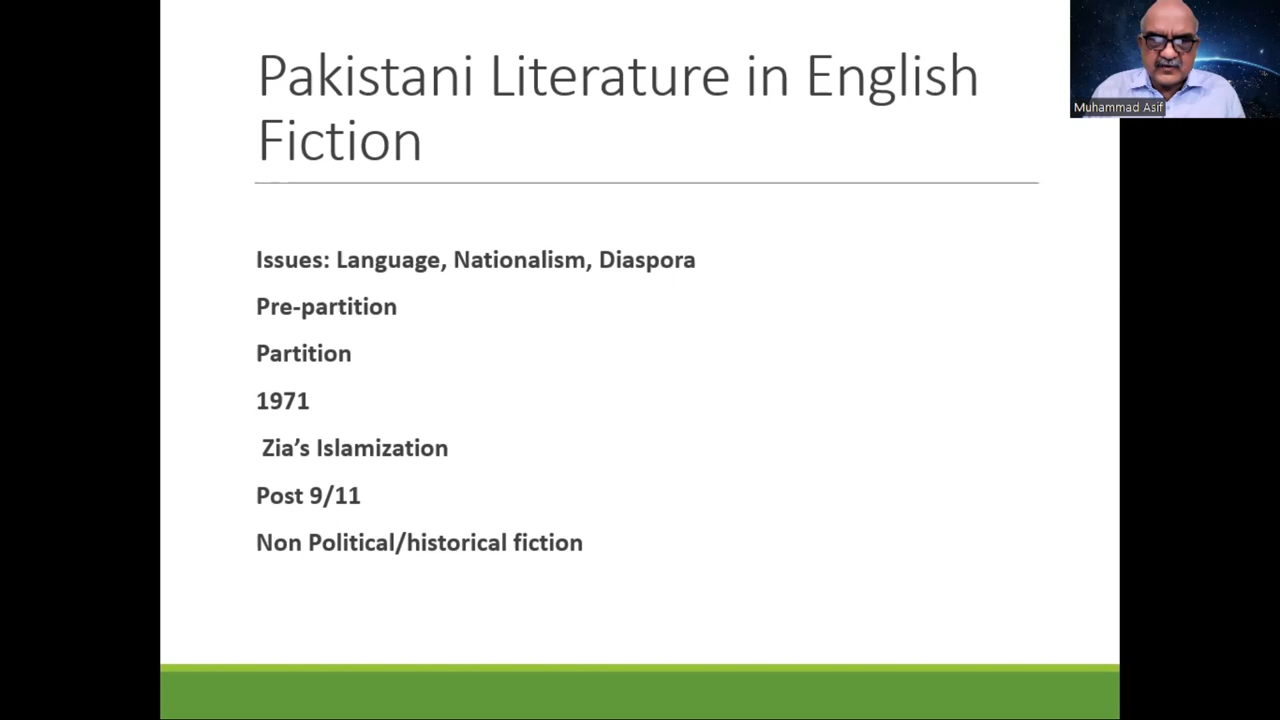 Pakistani Literature in English
Fiction
Muhammad Asif
Issues: Language, Nationalism, Diaspora
Pre-partition
Partition
1971
Zia’s Islamization
Post 9/11
Non Political/historical fiction